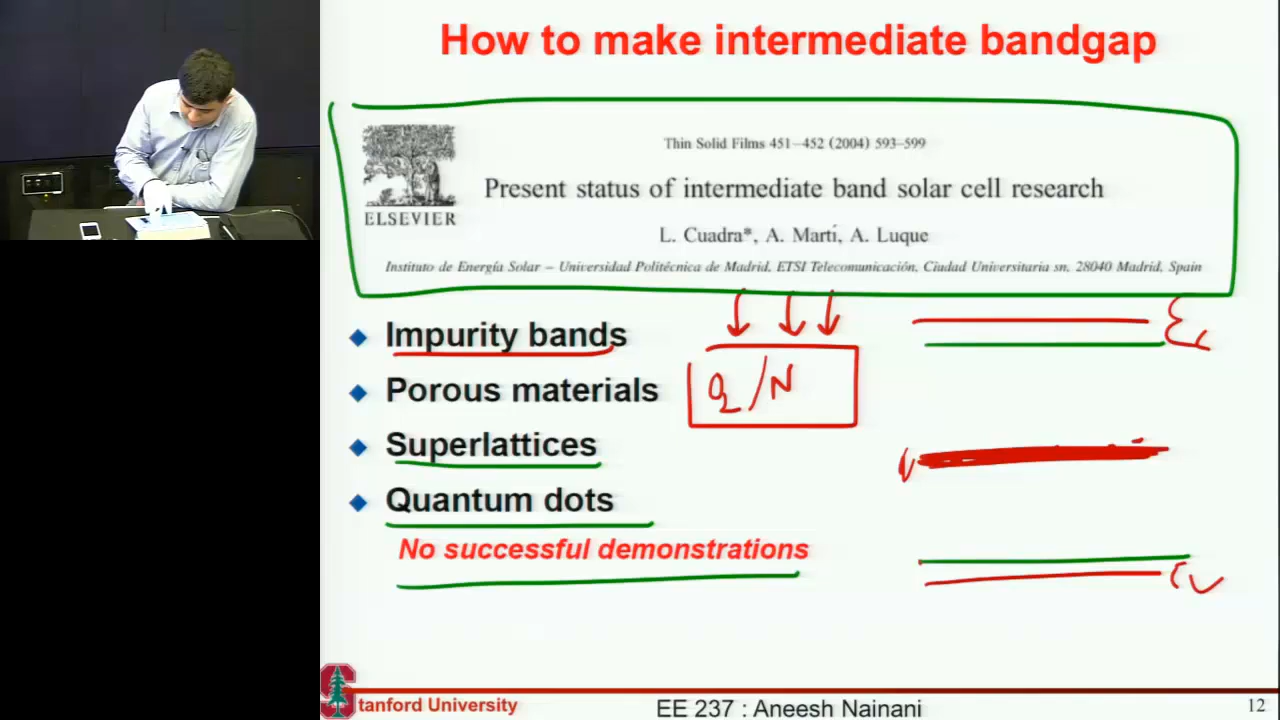 How to make intermediate bandgap
Thin Solid Films 451–452 (2004) 593–599
Present status of intermediate band solar cell research
ELSEVIER
L. Cuadra*, A. Martí, A. Luque
Instituto de Energía Solar – Universidad Politécnica de Madrid, ETSI Telecomunicación, Ciudad Universitaria sn, 28040 Madrid, Spain
Impurity bands
Porous materials
Superlattices
Quantum dots
No successful demonstrations
Ec
Stanford University
EE 237 : Aneesh Nainani
12